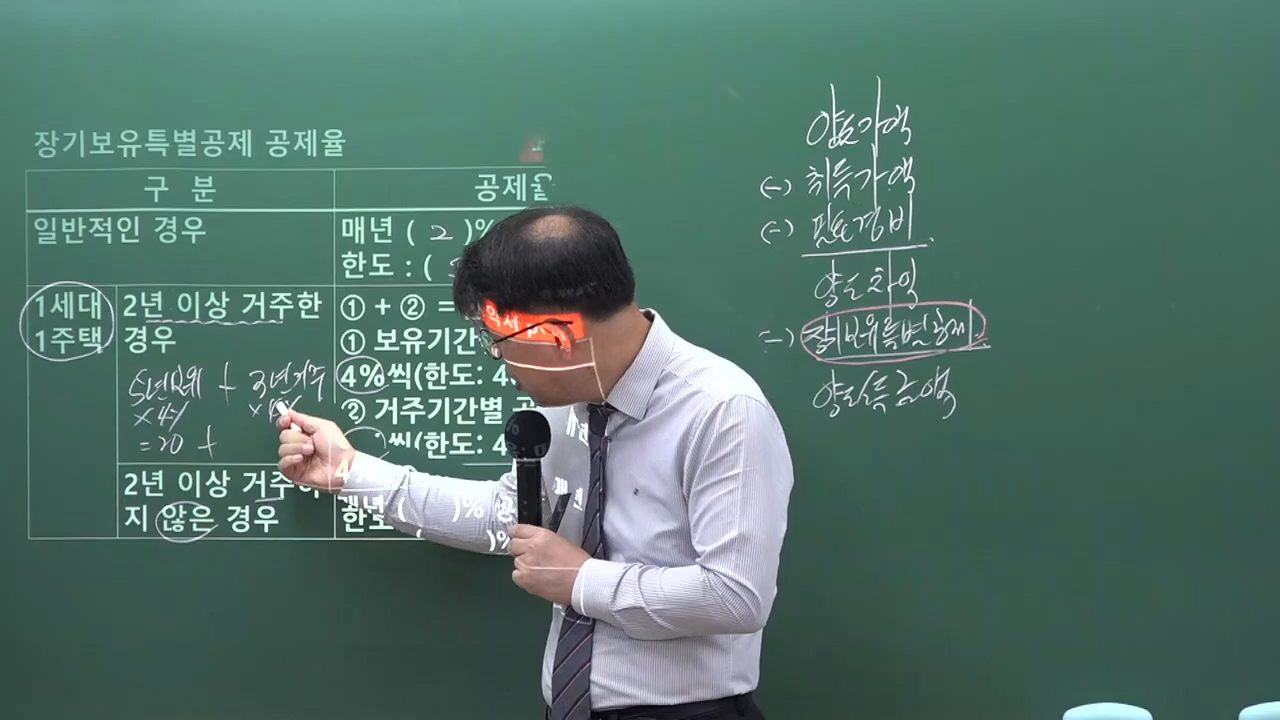 장기보유특별공제 공제율
구 분
공제율
일반적인 경우
매년 ( 2 )%
한도 : (
1세대
1주택
2년 이상 거주한
경우
① + ② =
① 보유기간
4%씩(한도: 4
② 거주기간별 공
%씩(한도: 4
5년보유 + 3년거주
×4%
= 20 +
2년 이상 거주하
지 않은 경우
매년 ( )% 공
한도
)%
양도가액
(-) 취득가액
(-) 필요경비
양도차익
(-) 장기보유특별공제
양도소득금액